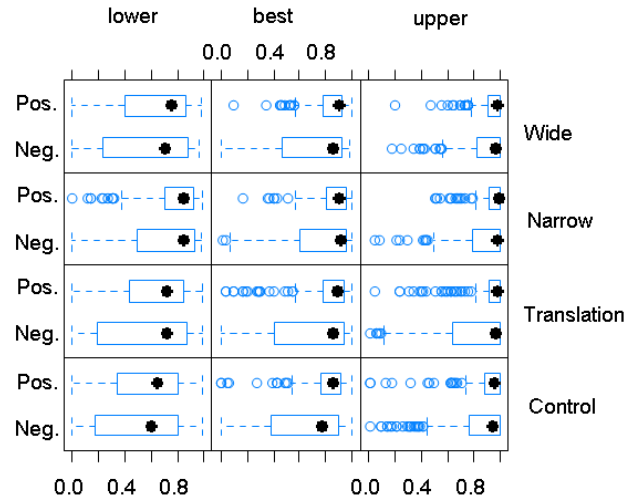 lower best upper
0.0 0.4 0.8
Pos.
Neg.
Wide
Pos.
Neg.
Narrow
Pos.
Neg.
Translation
Pos.
Neg.
Control
0.0 0.4 0.8 0.0 0.4 0.8